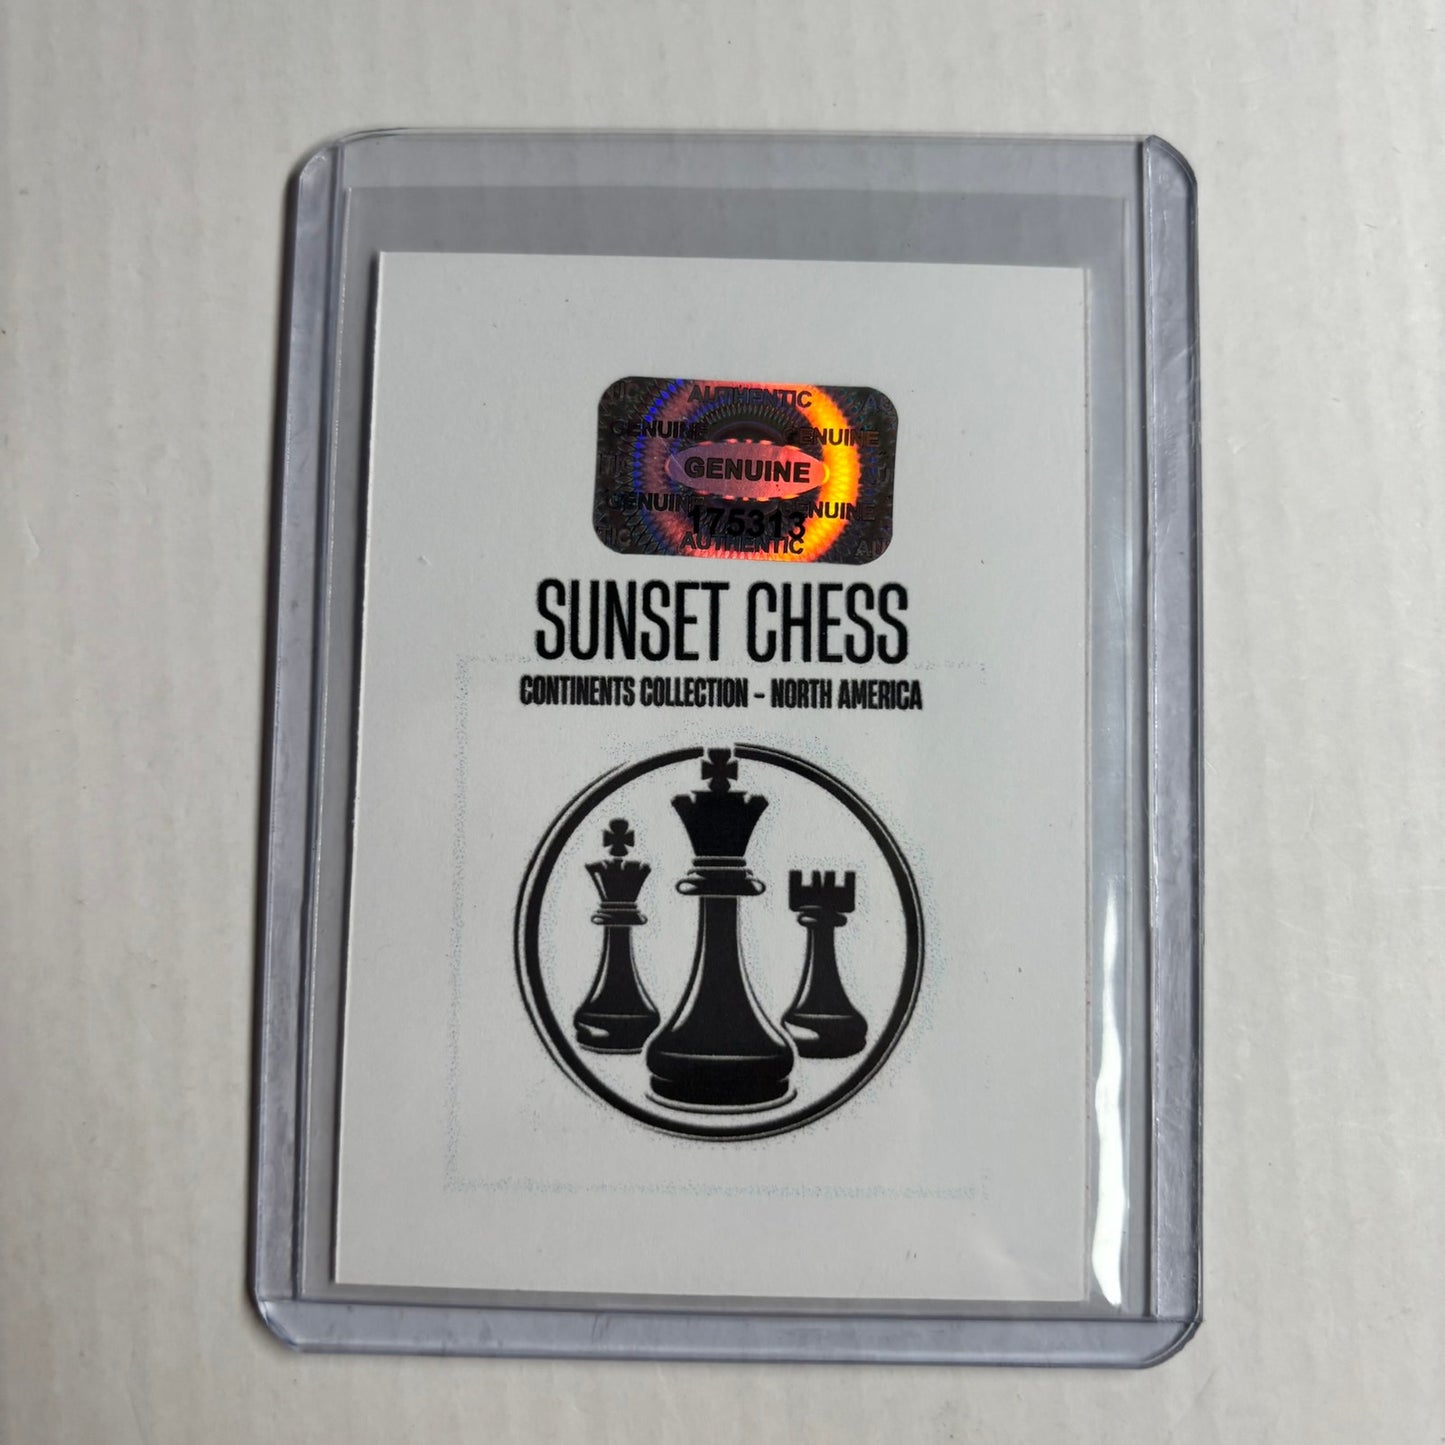 AUTHENTIC
GENUINE GENUINE
GENUINE
GENUINE GENUINE
175313
AUTHENTIC
SUNSET CHESS
CONTINENTS COLLECTION - NORTH AMERICA